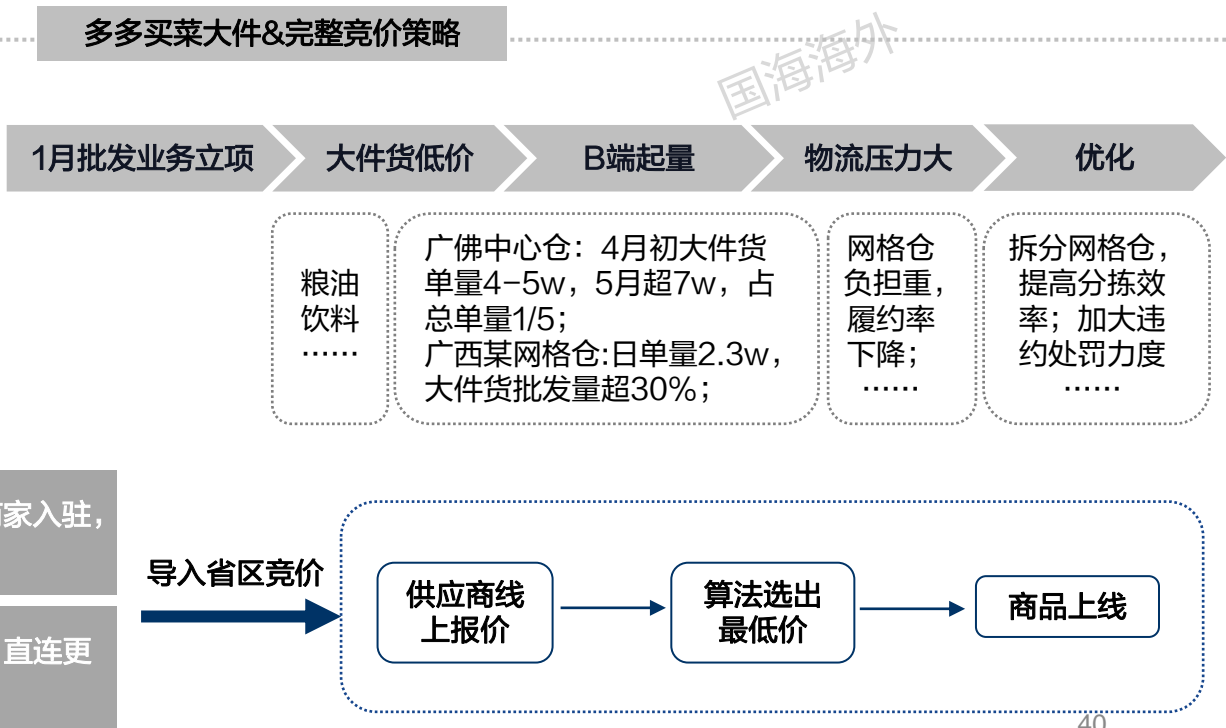 多多买菜大件&完整竞价策略
国海海外
1月批发业务立项
大件货低价
B端起量
物流压力大
优化
粮油
饮料
……
广佛中心仓：4月初大件货
单量4-5w，5月超7w，占
总单量1/5；
广西某网格仓:日单量2.3w，
大件货批发量超30%；
网格仓
负担重，
履约率
下降；
……
拆分网格仓，
提高分拣效
率；加大违
约处罚力度
……
家入驻，
直连更
导入省区竞价
供应商线
上报价
算法选出
最低价
商品上线
40